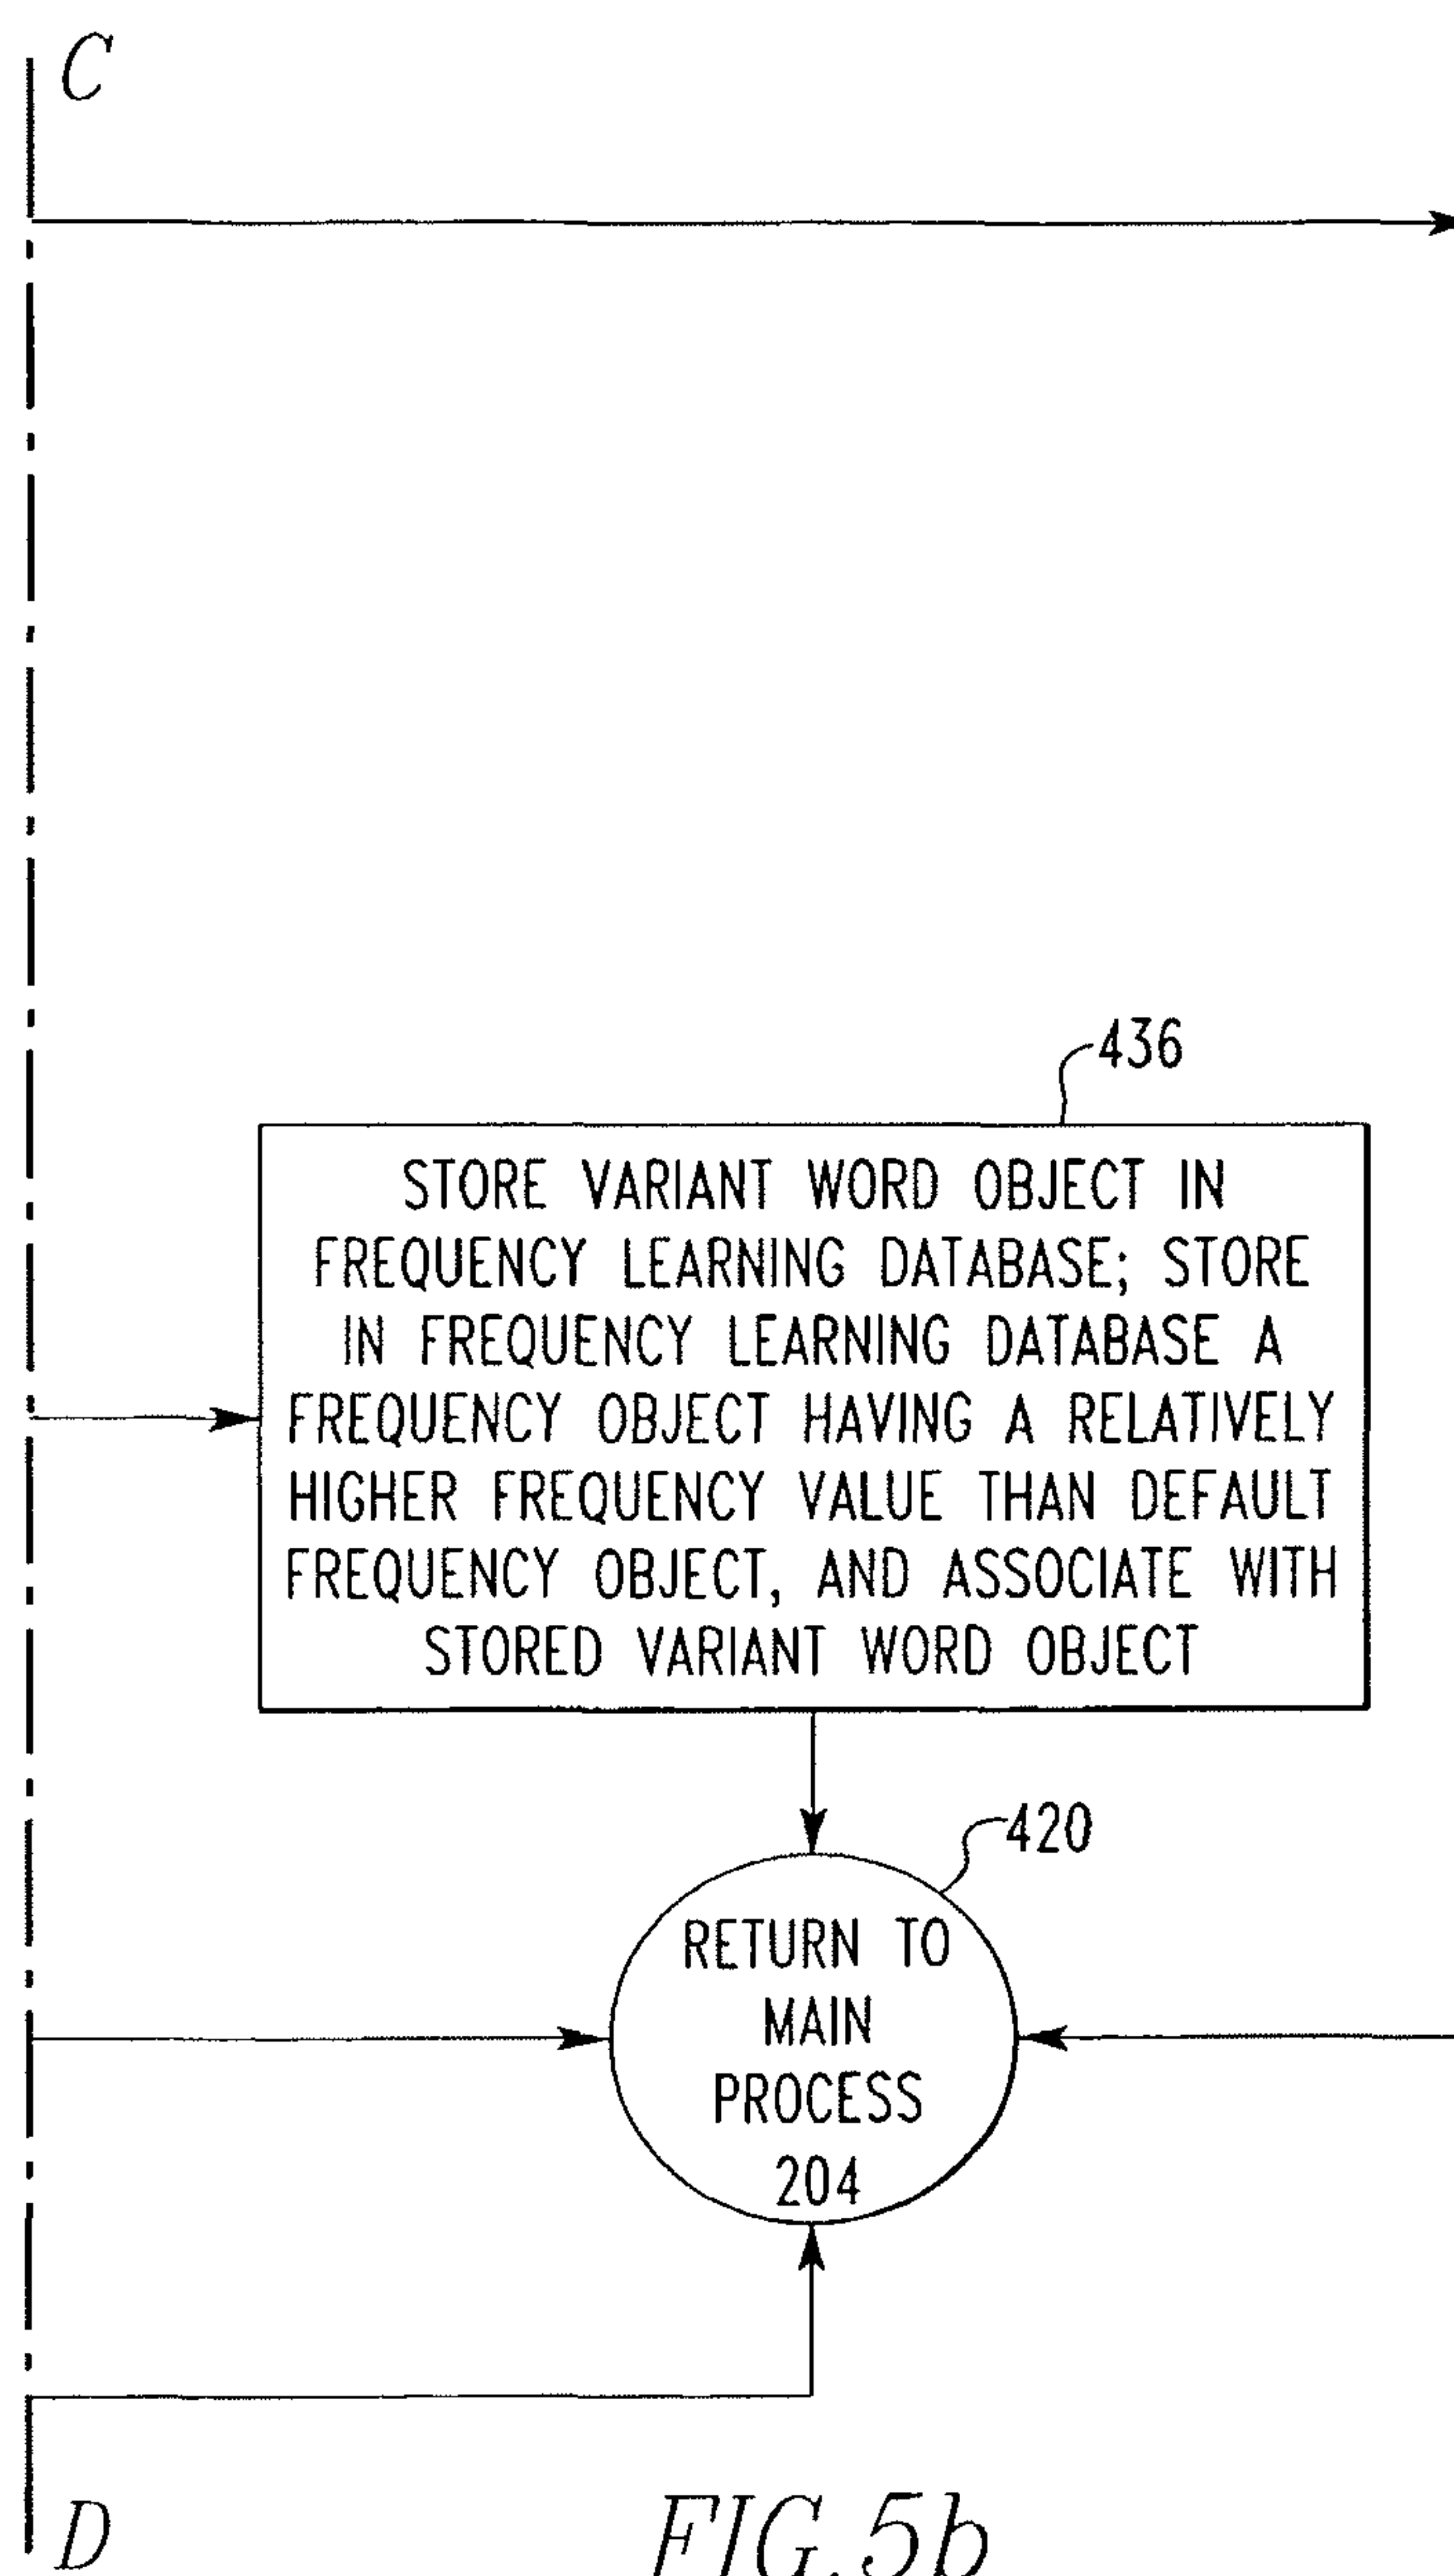 C
436
STORE VARIANT WORD OBJECT IN
FREQUENCY LEARNING DATABASE; STORE
IN FREQUENCY LEARNING DATABASE A
FREQUENCY OBJECT HAVING A RELATIVELY
HIGHER FREQUENCY VALUE THAN DEFAULT
FREQUENCY OBJECT, AND ASSOCIATE WITH
STORED VARIANT WORD OBJECT
420
RETURN TO
MAIN
PROCESS
204
D
FIG.5b